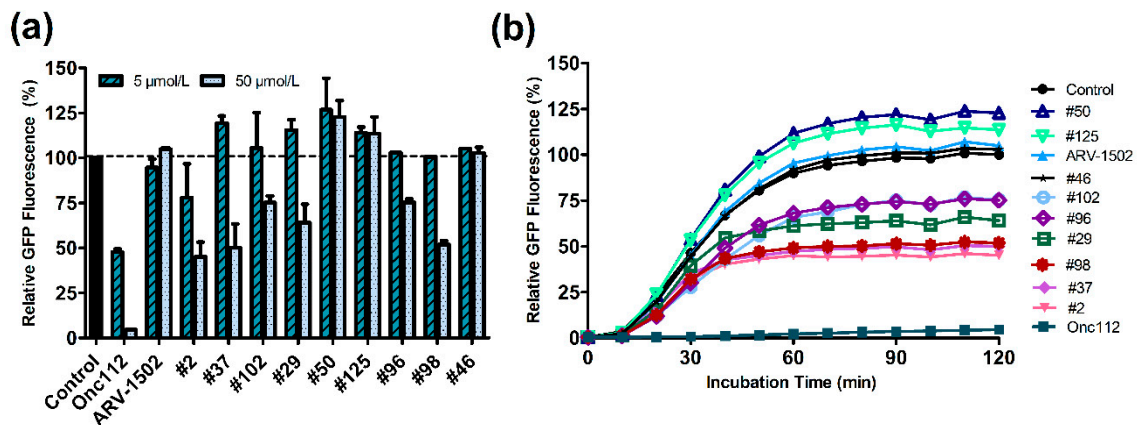 (a)
150
125
100
75
50
25
0
Relative GFP Fluorescence (%)
5 µmol/L
50 µmol/L
Control
Onc112
ARV-1502
#2
#37
#102
#29
#50
#125
#96
#98
#46
(b)
150
125
100
75
50
25
0
Relative GFP Fluorescence (%)
0
30
60
90
120
Incubation Time (min)
Control
#50
#125
ARV-1502
#46
#102
#96
#29
#98
#37
#2
Onc112